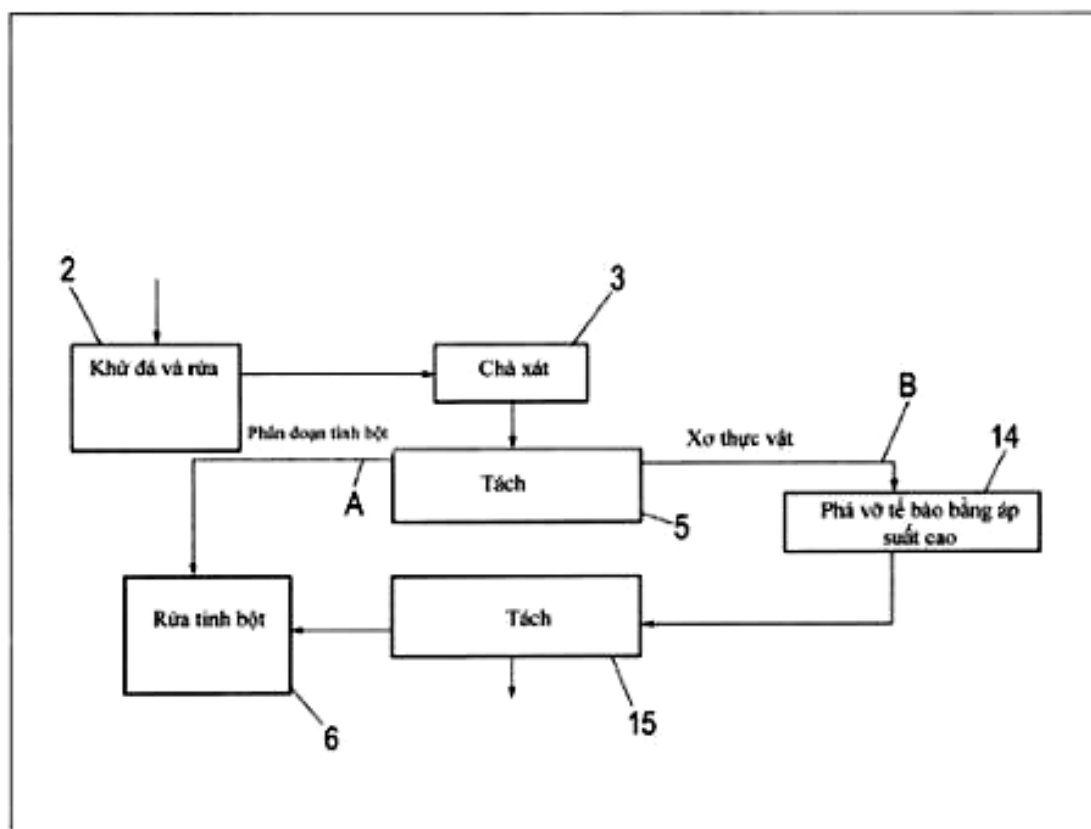 2
3
Khử đá và rửa
Chà xát
Phân đoạn tinh bột
Xơ thực vật
B
14
A
Tách
5
Phá vỡ tế bào bằng áp
suất cao
Rửa tinh bột
Tách
6
15